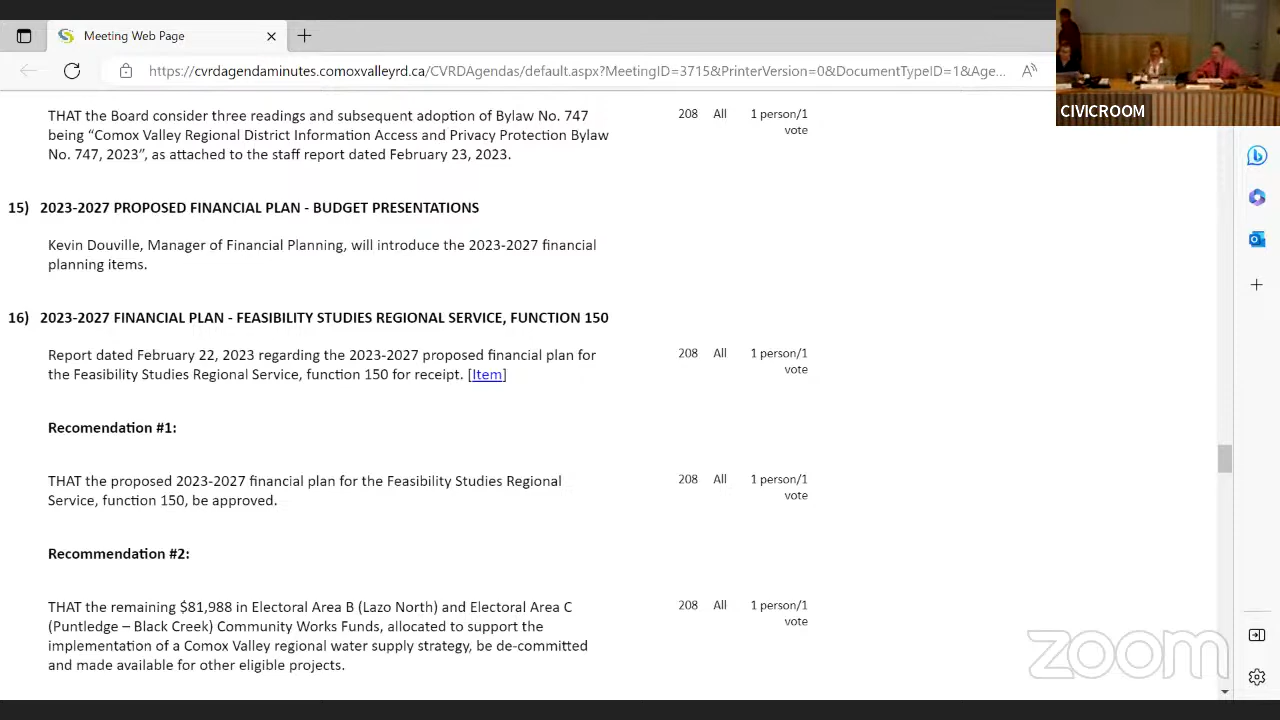 Meeting Web Page
https://cvrdagendaminutes.comoxvalleyrd.ca/CVRDAgendas/default.aspx?MeetingID=3715&PrinterVersion=0&DocumentTypeID=1&Age...
CIVICROOM
THAT the Board consider three readings and subsequent adoption of Bylaw No. 747 208 All 1 person/1
being “Comox Valley Regional District Information Access and Privacy Protection Bylaw vote
No. 747, 2023”, as attached to the staff report dated February 23, 2023.
15) 2023-2027 PROPOSED FINANCIAL PLAN - BUDGET PRESENTATIONS
Kevin Douville, Manager of Financial Planning, will introduce the 2023-2027 financial
planning items.
16) 2023-2027 FINANCIAL PLAN - FEASIBILITY STUDIES REGIONAL SERVICE, FUNCTION 150
Report dated February 22, 2023 regarding the 2023-2027 proposed financial plan for 208 All 1 person/1
the Feasibility Studies Regional Service, function 150 for receipt. [Item] vote
Recomendation #1:
THAT the proposed 2023-2027 financial plan for the Feasibility Studies Regional 208 All 1 person/1
Service, function 150, be approved. vote
Recommendation #2:
THAT the remaining $81,988 in Electoral Area B (Lazo North) and Electoral Area C 208 All 1 person/1
(Puntledge – Black Creek) Community Works Funds, allocated to support the vote
implementation of a Comox Valley regional water supply strategy, be de-committed
and made available for other eligible projects.
zoom